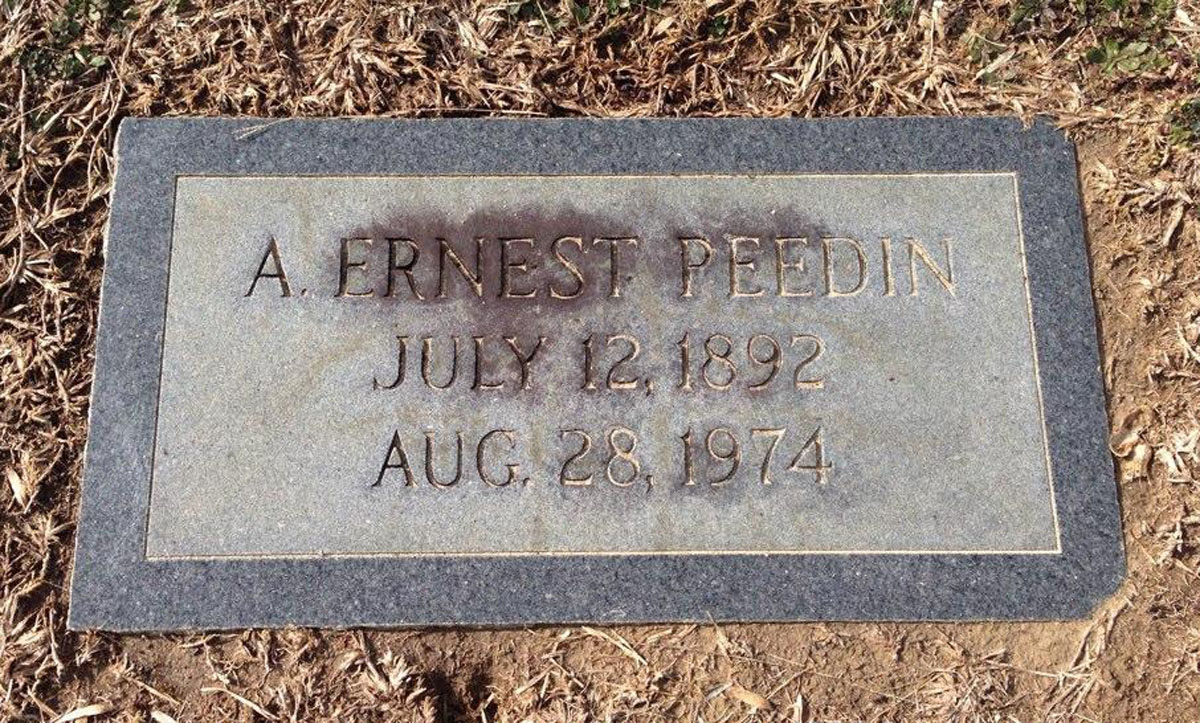 A. ERNEST PEEDIN
JULY 12, 1892
AUG. 28, 1974